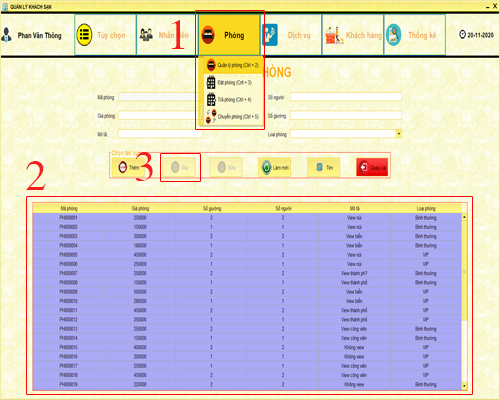 QUẢN LÝ KHÁCH SẠN
Phan Văn Thông
Tùy chọn
Nhân viên
1
Phòng
Dịch vụ
Khách hàng
Thống kê
20-11-2020
Quản lý phòng (Ctrl + 2)
Đặt phòng (Crtl + 3)
Trả phòng (Crtl + 4)
Chuyển phòng (Crtl + 5)
PHÒNG
Mã phòng:
Số người:
Giá phòng:
Số giường:
Mô tả:
Loại phòng:
Chọn tác vụ
3
Thêm
Xóa
Sửa
Làm mới
Tìm
Quay Lại
2
Mã phòng Giá phòng Số giường Số người Mô tả Loại phòng
PH000001 250000 2 2 View núi Bình thường
PH000002 150000 1 1 View núi Bình thường
PH000003 300000 2 2 View biển Bình thường
PH000004 180000 1 1 View biển Bình thường
PH000005 450000 2 2 View núi VIP
PH000006 250000 1 1 View núi VIP
PH000007 250000 2 2 View thành ph? Bình thường
PH000008 150000 1 1 View thành phố Bình thường
PH000009 500000 2 2 View biển VIP
PH000010 280000 1 1 View biển VIP
PH000011 450000 2 2 View thành phố VIP
PH000012 250000 1 1 View thành phố VIP
PH000013 250000 2 2 View công viên Bình thường
PH000014 150000 1 1 View công viên Bình thường
PH000015 400000 2 2 Không view VIP
PH000016 200000 1 1 Không view VIP
PH000017 250000 1 1 View công viên VIP
PH000018 450000 2 2 View công viên VIP
PH000019 220000 2 2 Không view Bình thường